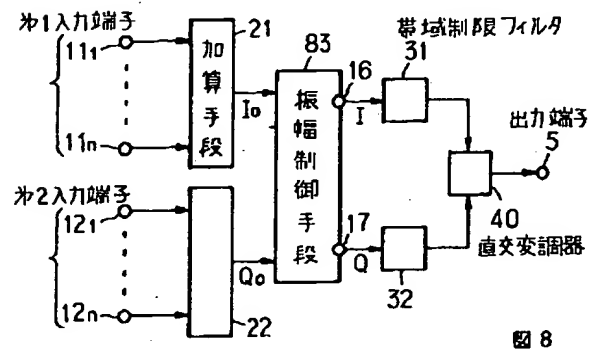 第1入力端子
11₁
11n
21
加算手段
I₀
83
振幅制御手段
16
I
帯域制限フィルタ
31
出力端子
5
40
直交変調器
第2入力端子
12₁
12n
22
Q₀
17
Q
32
図8